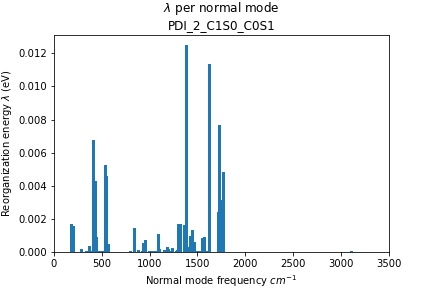 λ per normal mode
PDI_2_C1S0_C0S1
Reorganization energy λ (eV)
0.012
0.010
0.008
0.006
0.004
0.002
0.000
0 500 1000 1500 2000 2500 3000 3500
Normal mode frequency cm⁻¹